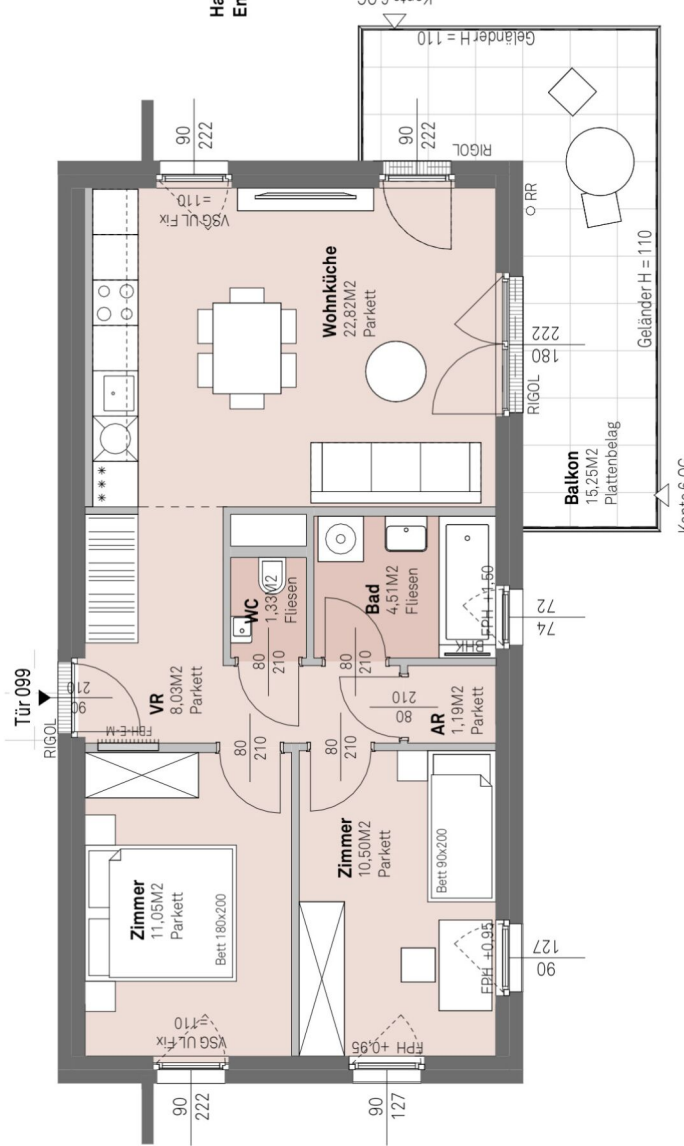 Ha
En
Geländer H = 110
90
222
VSG UL Fix
=110
90
222
RIGOL
RR
Wohnküche
22,82M2
Parkett
222
180
RIGOL
Geländer H = 110
Balkon
15,25M2
Plattenbelag
***
WC
1,33M2
Fliesen
Bad
4,51M2
Fliesen
FPH +1,50
BHK
72
74
Tür 099
RIGOL
210
90
VR
8,03M2
Parkett
FBH-E-M
80
210
80
210
80
210
80
210
210
80
AR
1,19M2
Parkett
Zimmer
11,05M2
Parkett
Bett 180x200
Zimmer
10,50M2
Parkett
Bett 90x200
FPH +0,95
127
90
VSG UL Fix
=110
FPH +0,95
90
222
90
127